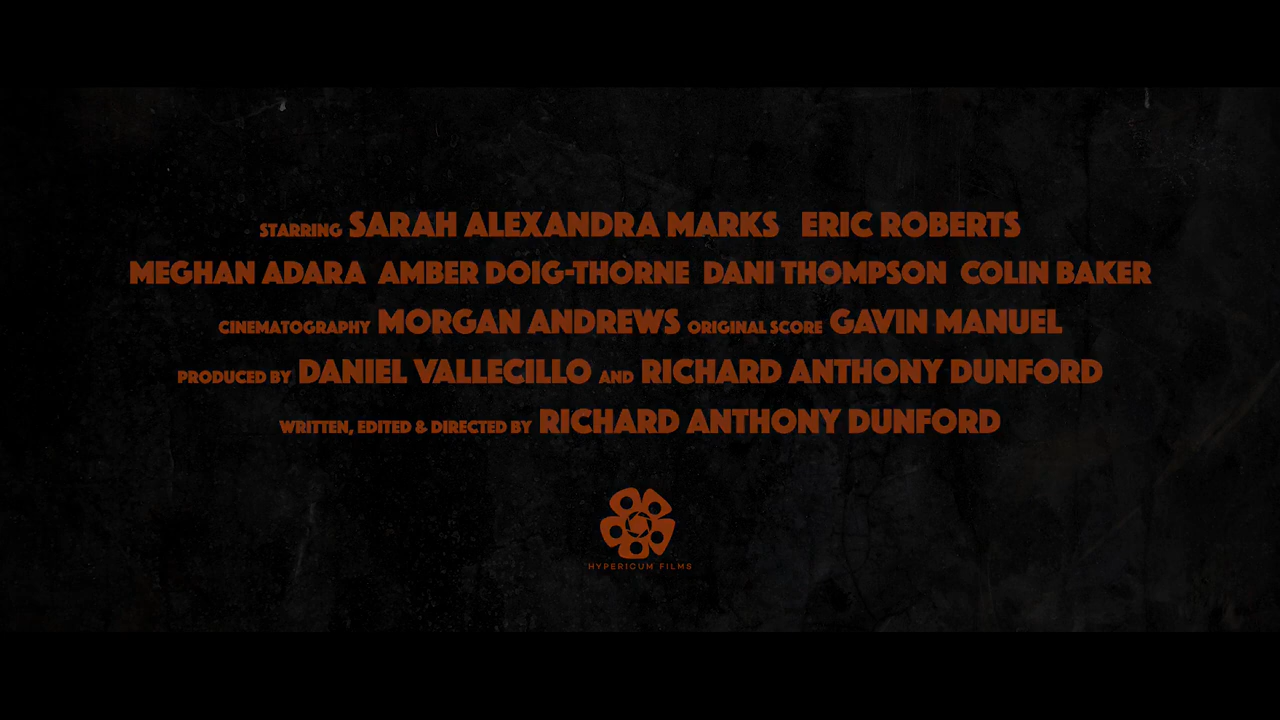 STARRING SARAH ALEXANDRA MARKS ERIC ROBERTS
MEGHAN ADARA AMBER DOIG-THORNE DANI THOMPSON COLIN BAKER
CINEMATOGRAPHY MORGAN ANDREWS ORIGINAL SCORE GAVIN MANUEL
PRODUCED BY DANIEL VALLECILLO AND RICHARD ANTHONY DUNFORD
WRITTEN, EDITED & DIRECTED BY RICHARD ANTHONY DUNFORD
HYPERICUM FILMS